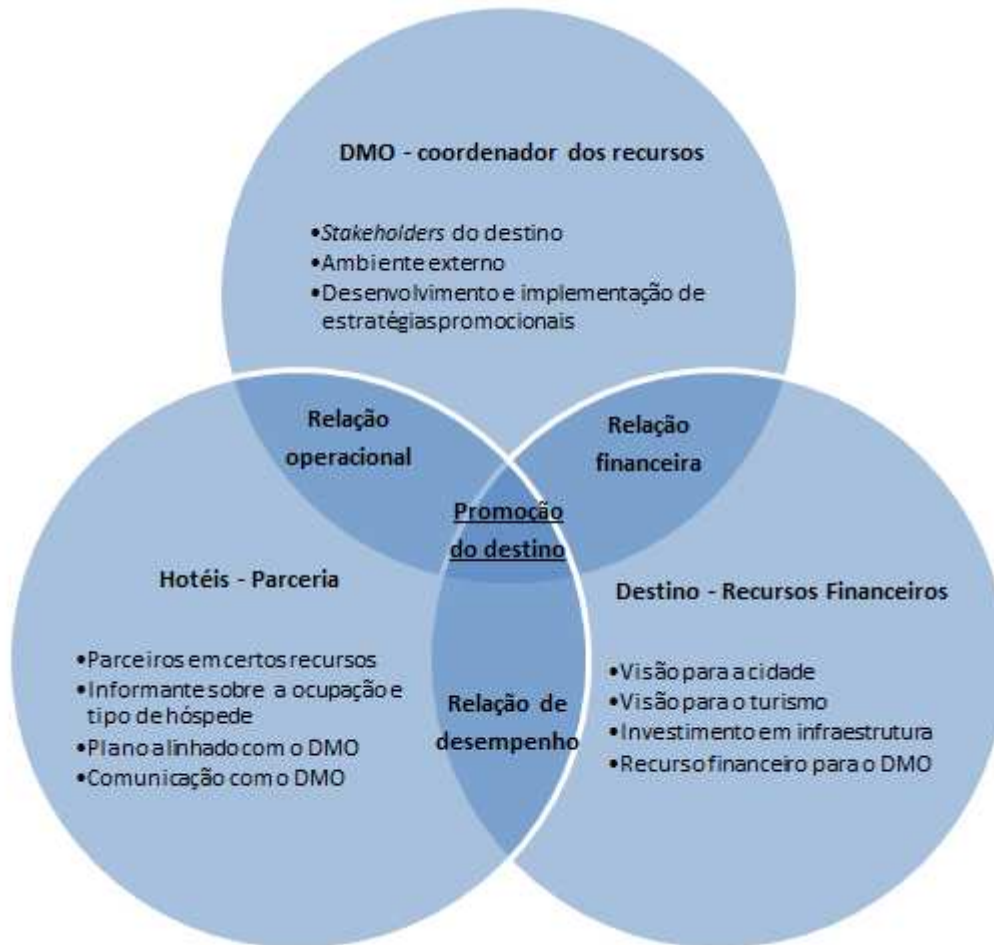 DMO - coordenador dos recursos
•Stakeholders do destino
•Ambiente externo
•Desenvolvimento e implementação de
estratégias promocionais
Relação
operacional
Relação
financeira
Promoção
do destino
Hotéis - Parceria
•Parceiros em certos recursos
•Informante sobre a ocupação e
tipo de hóspede
•Plano alinhado com o DMO
•Comunicação com o DMO
Relação de
desempenho
Destino - Recursos Financeiros
•Visão para a cidade
•Visão para o turismo
•Investimento em infraestrutura
•Recurso financeiro para o DMO